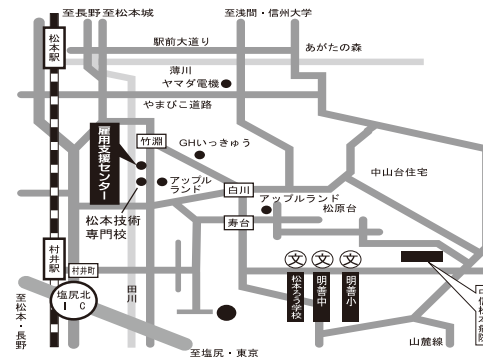 至長野 至松本城
至浅間・信州大学
松本駅
駅前大通り
あがたの森
薄川
ヤマダ電機
やまびこ道路
雇用支援センター
竹淵
GHいっきゅう
アップル
ランド
中山台住宅
白川
アップルランド
松原台
松本技術
専門校
寿台
村井駅
村井町
田川
文
文
文
松本ろう学校
明善中
明善小
塩尻北
I C
至松本・長野
至塩尻・東京
山麓線